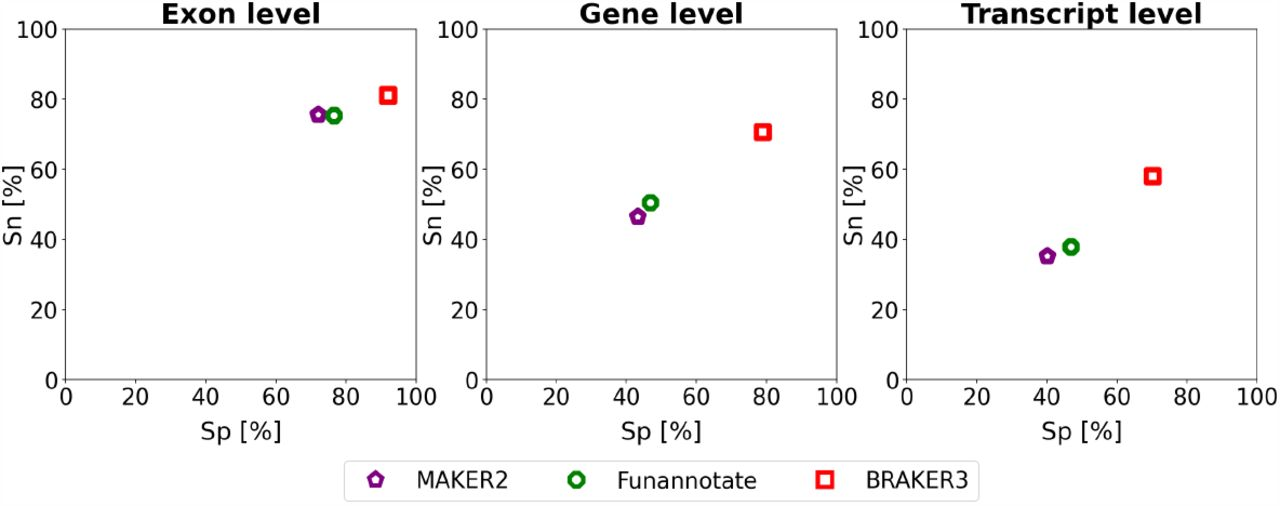 Exon level
100
80
60
40
20
0
Sn [%]
0 20 40 60 80 100
Sp [%]
Gene level
100
80
60
40
20
0
Sn [%]
0 20 40 60 80 100
Sp [%]
Transcript level
100
80
60
40
20
0
Sn [%]
0 20 40 60 80 100
Sp [%]
MAKER2 Funannotate BRAKER3